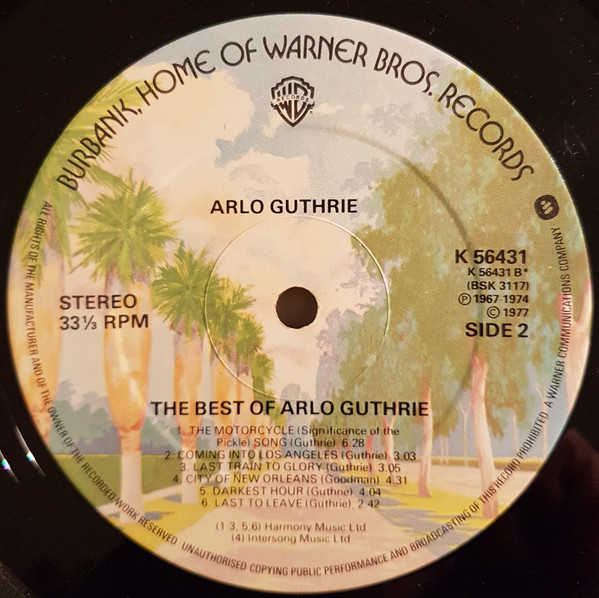 BURBANK, HOME OF WARNER BROS. RECORDS
RECORDS
ARLO GUTHRIE
STEREO
33⅓ RPM
K 56431
K 56431 B*
(BSK 3117)
Ⓟ 1967-1974
© 1977
SIDE 2
THE BEST OF ARLO GUTHRIE
1. THE MOTORCYCLE (Significance of the
Pickle) SONG (Guthrie) 6.28
2. COMING INTO LOS ANGELES (Guthrie) 3.03
3. LAST TRAIN TO GLORY (Guthrie) 3.05
4. CITY OF NEW ORLEANS (Goodman) 4.31
5. DARKEST HOUR (Guthrie) 4.04
6. LAST TO LEAVE (Guthrie) 2.42
(1 3, 5.6) Harmony Music Ltd
(4) Intersong Music Ltd
ALL RIGHTS OF THE MANUFACTURER AND OF THE OWNER OF THE RECORDED WORK RESERVED. UNAUTHORISED COPYING PUBLIC PERFORMANCE AND BROADCASTING OF THIS RECORD PROHIBITED. A WARNER COMMUNICATIONS COMPANY